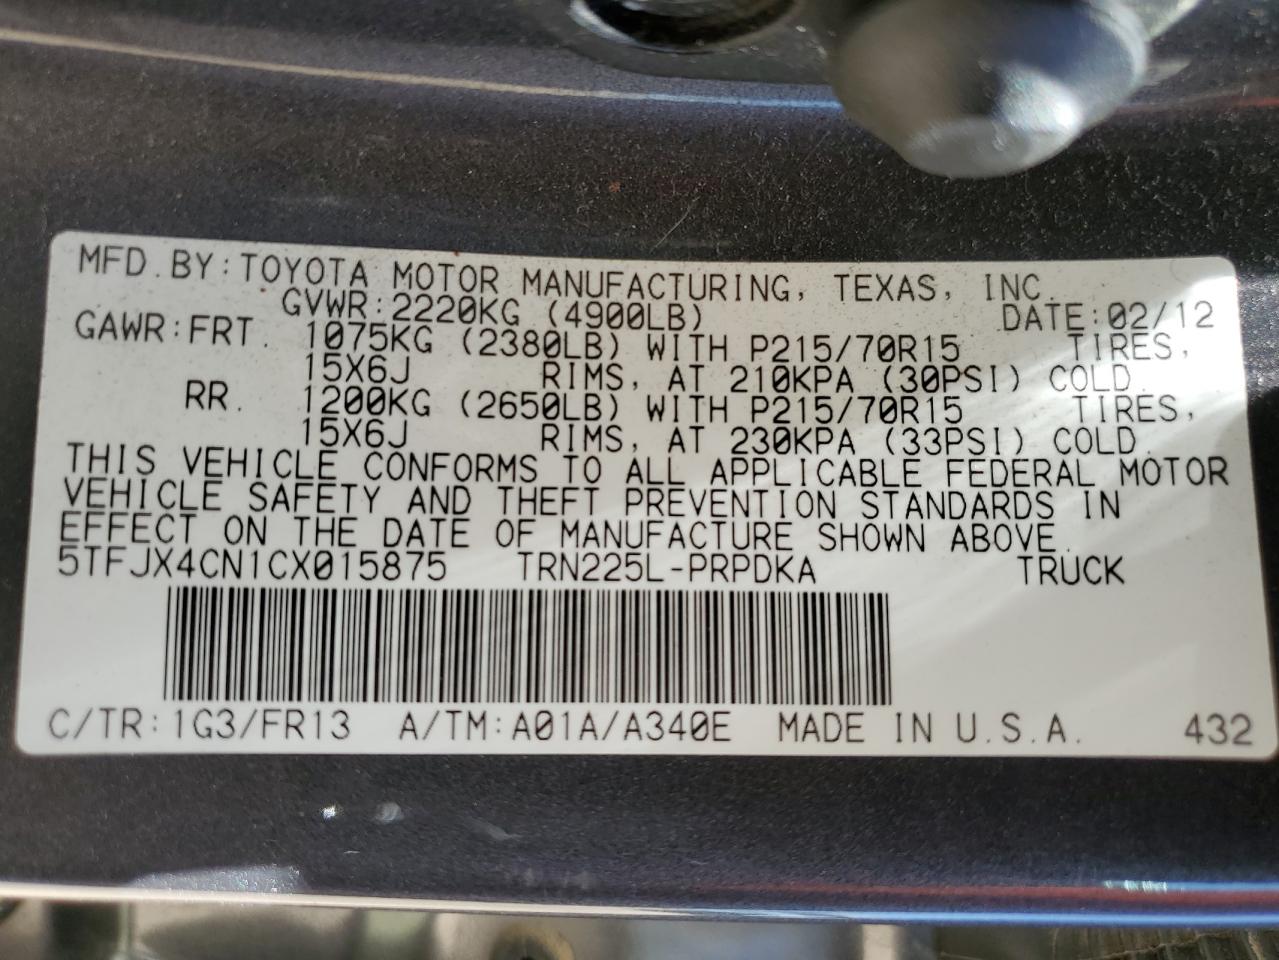 MFD. BY: TOYOTA MOTOR MANUFACTURING, TEXAS, INC.
GVWR: 2220KG (4900LB) DATE: 02/12
GAWR: FRT. 1075KG (2380LB) WITH P215/70R15 TIRES,
15X6J RIMS, AT 210KPA (30PSI) COLD.
RR. 1200KG (2650LB) WITH P215/70R15 TIRES,
15X6J RIMS, AT 230KPA (33PSI) COLD.
THIS VEHICLE CONFORMS TO ALL APPLICABLE FEDERAL MOTOR
VEHICLE SAFETY AND THEFT PREVENTION STANDARDS IN
EFFECT ON THE DATE OF MANUFACTURE SHOWN ABOVE.
5TFJX4CN1CX015875 TRN225L-PRPDKA TRUCK
C/TR: 1G3/FR13 A/TM: A01A/A340E MADE IN U.S.A. 432